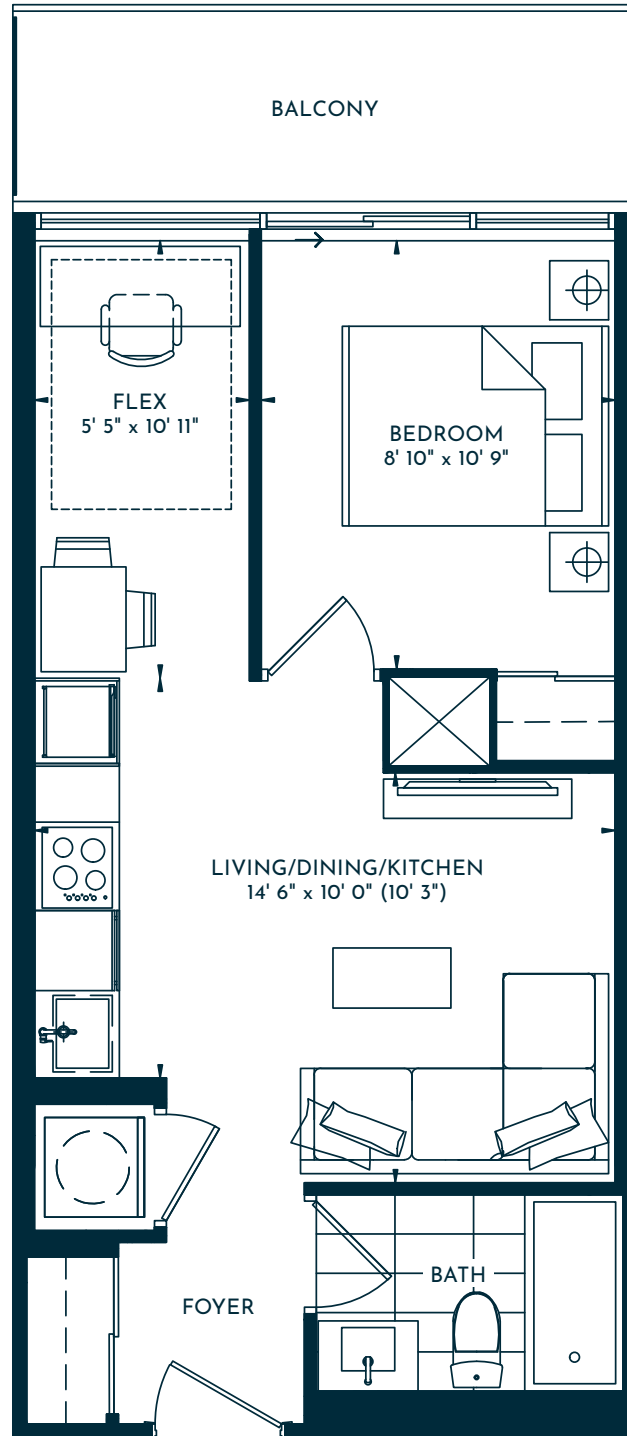 BALCONY
FLEX
5' 5" x 10' 11"
BEDROOM
8' 10" x 10' 9"
LIVING/DINING/KITCHEN
14' 6" x 10' 0" (10' 3")
BATH
FOYER